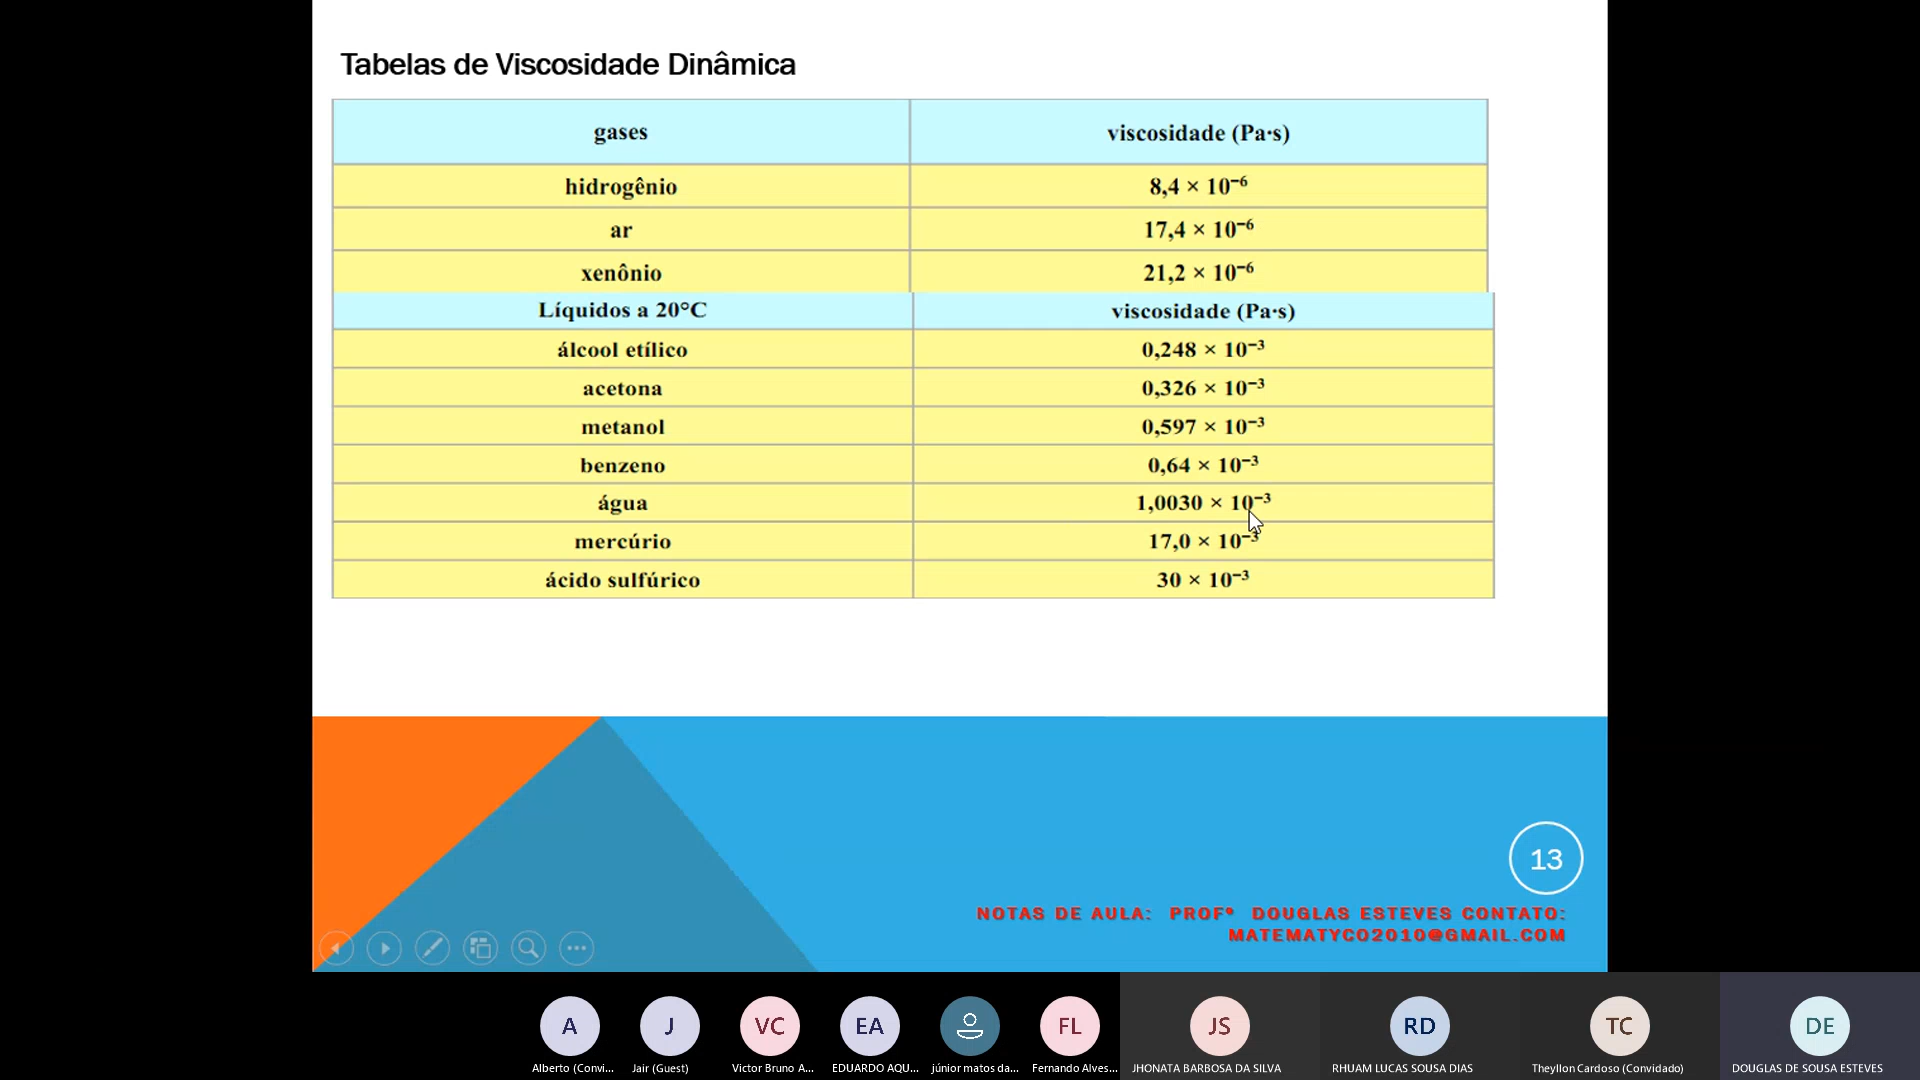 Tabelas de Viscosidade Dinâmica
gases viscosidade (Pa·s)
hidrogênio 8,4 × 10⁻⁶
ar 17,4 × 10⁻⁶
xenônio 21,2 × 10⁻⁶
Líquidos a 20°C viscosidade (Pa·s)
álcool etílico 0,248 × 10⁻³
acetona 0,326 × 10⁻³
metanol 0,597 × 10⁻³
benzeno 0,64 × 10⁻³
água 1,0030 × 10⁻³
mercúrio 17,0 × 10⁻³
ácido sulfúrico 30 × 10⁻³
13
NOTAS DE AULA: PROFº DOUGLAS ESTEVES CONTATO:
MATEMATYCO2010@GMAIL.COM
A J VC EA FL JS RD TC DE
Alberto (Convi... Jair (Guest) Victor Bruno A... EDUARDO AQU... júnior matos da... Fernando Alves... JHONATA BARBOSA DA SILVA RHUAM LUCAS SOUSA DIAS Theyllon Cardoso (Convidado) DOUGLAS DE SOUSA ESTEVES